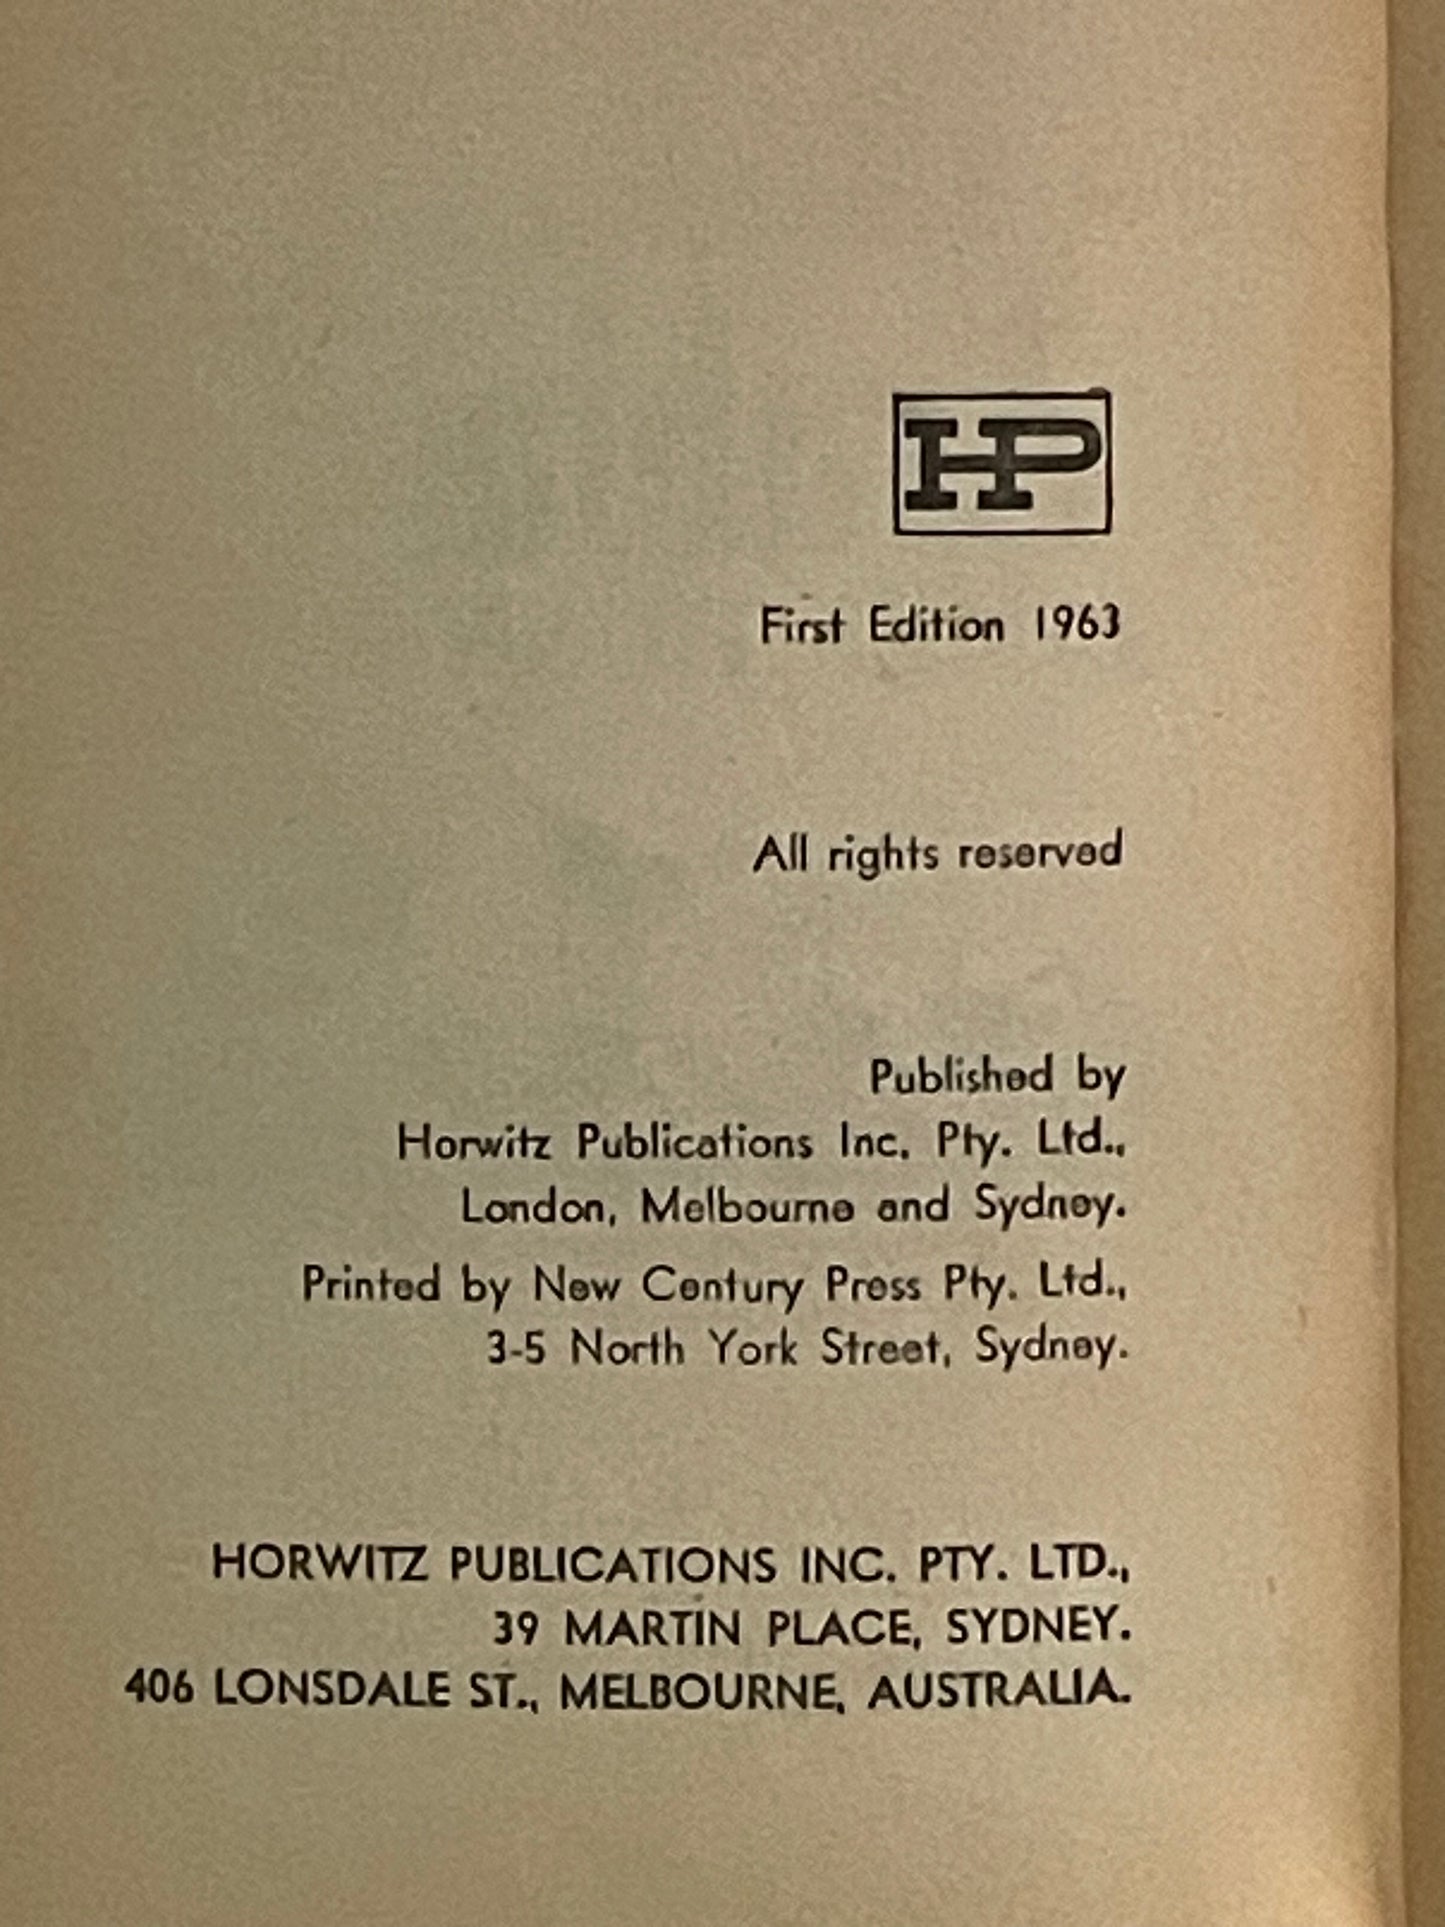 HP
First Edition 1963
All rights reserved
Published by
Horwitz Publications Inc. Pty. Ltd.,
London, Melbourne and Sydney.
Printed by New Century Press Pty. Ltd.,
3-5 North York Street, Sydney.
HORWITZ PUBLICATIONS INC. PTY. LTD.,
39 MARTIN PLACE, SYDNEY.
406 LONSDALE ST., MELBOURNE, AUSTRALIA.